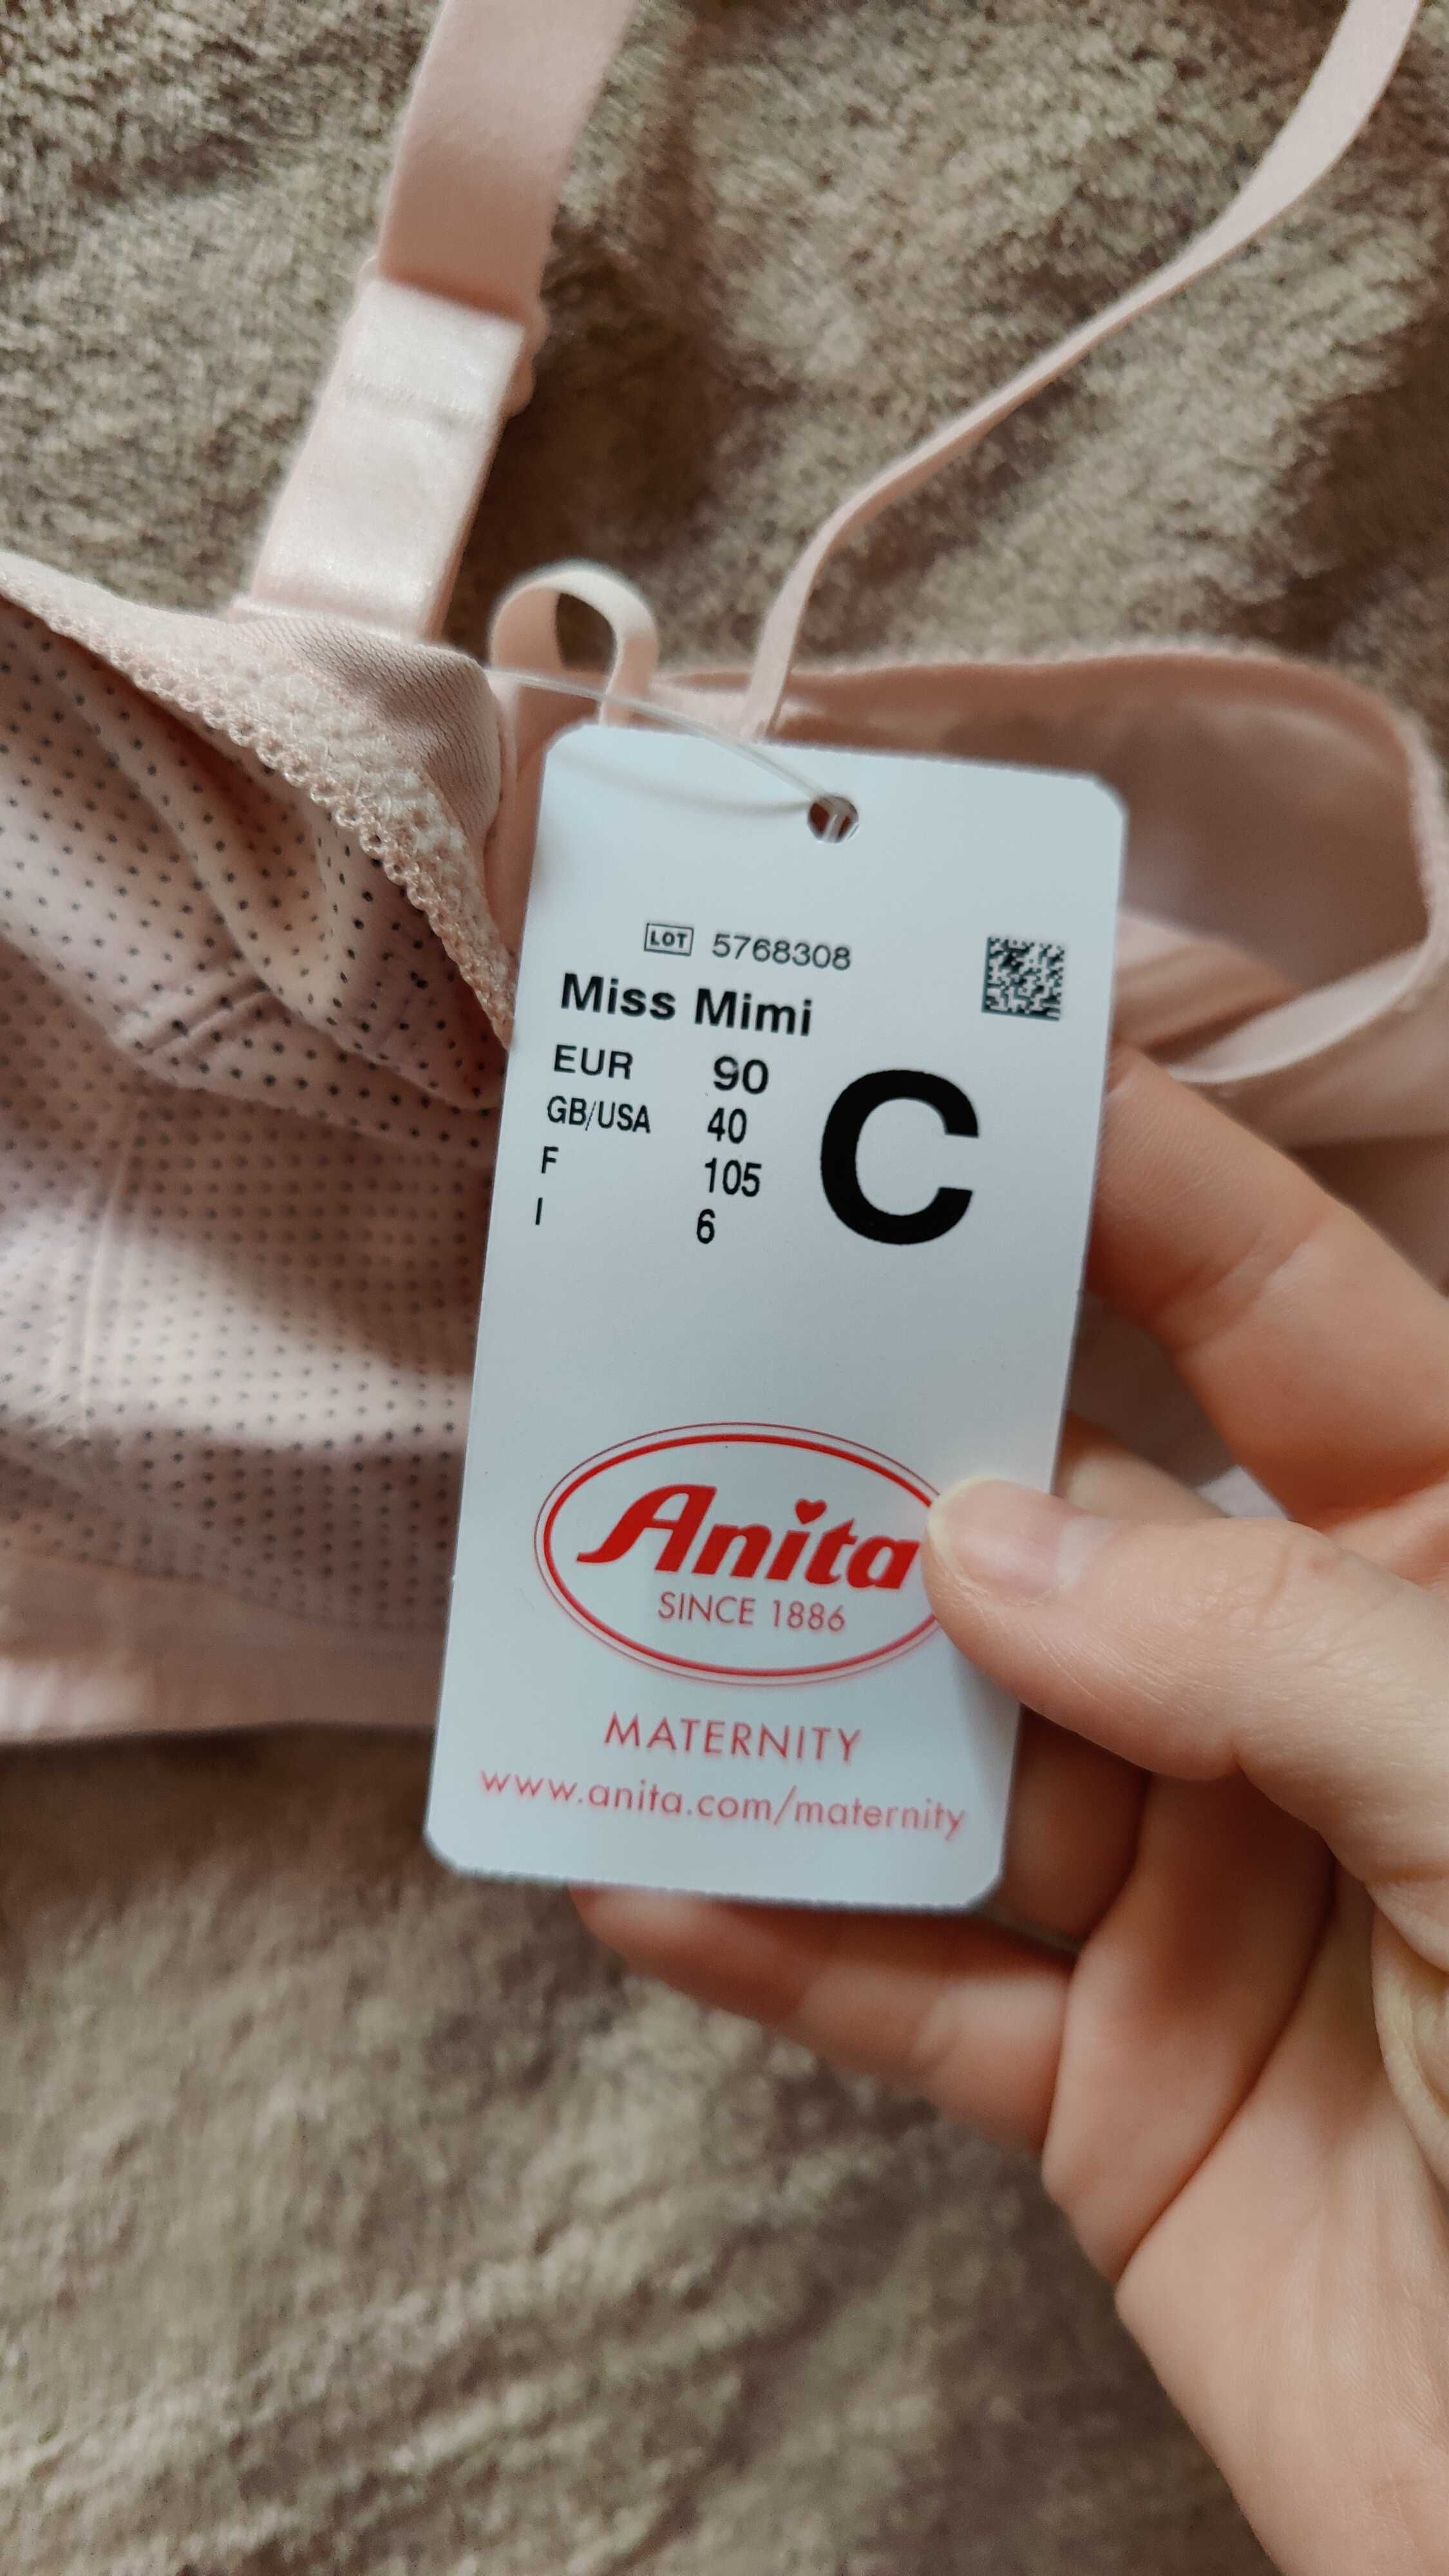 LOT 5768308
Miss Mimi
EUR 90
GB/USA 40
F 105
I 6
C
Anita
SINCE 1886
MATERNITY
www.anita.com/maternity